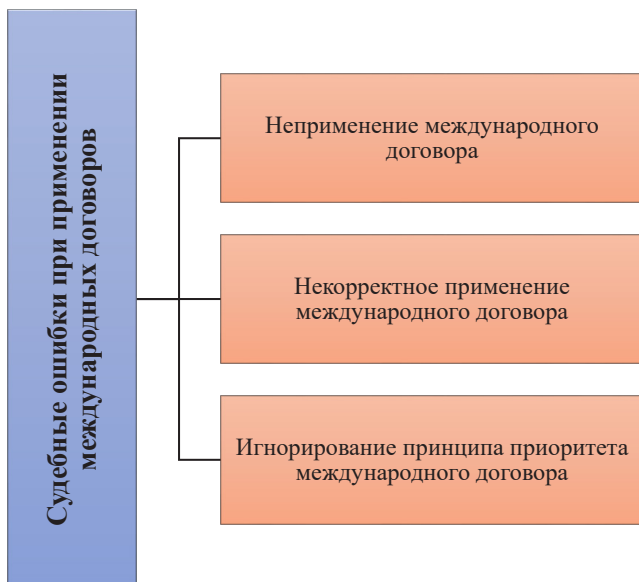 Судебные ошибки при применении
международных договоров
Неприменение международного
договора
Некорректное применение
международного договора
Игнорирование принципа приоритета
международного договора